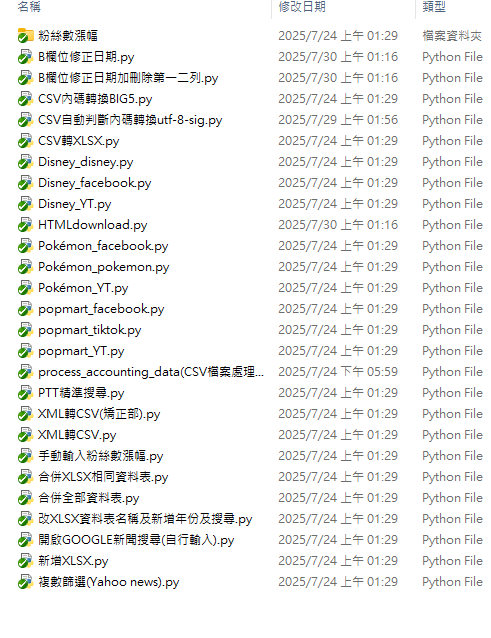 名稱 修改日期 類型
粉絲數漲幅 2025/7/24 上午 01:29 檔案資料夾
B欄位修正日期.py 2025/7/30 上午 01:16 Python File
B欄位修正日期加刪除第一二列.py 2025/7/30 上午 01:16 Python File
CSV內碼轉換BIG5.py 2025/7/24 上午 01:29 Python File
CSV自動判斷內碼轉換utf-8-sig.py 2025/7/29 上午 01:56 Python File
CSV轉XLSX.py 2025/7/24 上午 01:29 Python File
Disney_disney.py 2025/7/24 上午 01:29 Python File
Disney_facebook.py 2025/7/24 上午 01:29 Python File
Disney_YT.py 2025/7/24 上午 01:29 Python File
HTMLdownload.py 2025/7/30 上午 01:16 Python File
Pokémon_facebook.py 2025/7/24 上午 01:29 Python File
Pokémon_pokemon.py 2025/7/24 上午 01:29 Python File
Pokémon_YT.py 2025/7/24 上午 01:29 Python File
popmart_facebook.py 2025/7/24 上午 01:29 Python File
popmart_tiktok.py 2025/7/24 上午 01:29 Python File
popmart_YT.py 2025/7/24 上午 01:29 Python File
process_accounting_data(CSV檔案處理... 2025/7/24 下午 05:59 Python File
PTT精準搜尋.py 2025/7/24 上午 01:29 Python File
XML轉CSV(矯正部).py 2025/7/24 上午 01:29 Python File
XML轉CSV.py 2025/7/24 上午 01:29 Python File
手動輸入粉絲數漲幅.py 2025/7/24 上午 01:29 Python File
合併XLSX相同資料表.py 2025/7/24 上午 01:29 Python File
合併全部資料表.py 2025/7/24 上午 01:29 Python File
改XLSX資料表名稱及新增年份及搜尋.py 2025/7/24 上午 01:29 Python File
開啟GOOGLE新聞搜尋(自行輸入).py 2025/7/24 上午 01:29 Python File
新增XLSX.py 2025/7/24 上午 01:29 Python File
複數篩選(Yahoo news).py 2025/7/24 上午 01:29 Python File